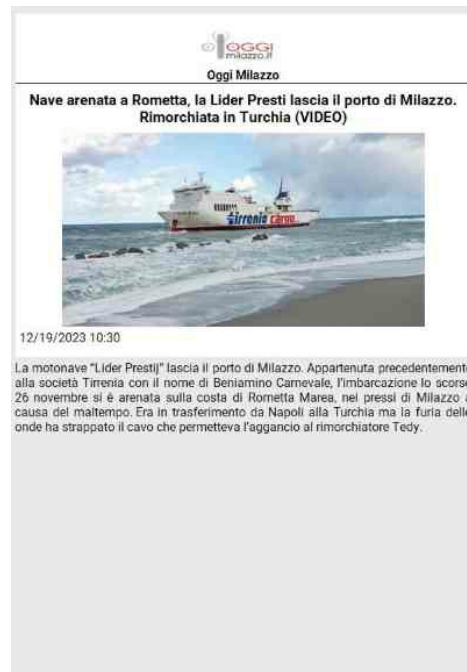 OGGI
milazzo.it
Oggi Milazzo
Nave arenata a Rometta, la Lider Presti lascia il porto di Milazzo.
Rimorchiata in Turchia (VIDEO)
tirrenia cargo
12/19/2023 10:30
La motonave "Lider Prestij" lascia il porto di Milazzo. Appartenuta precedentemente
alla società Tirrenia con il nome di Beniamino Carnevale, l'imbarcazione lo scorso
26 novembre si è arenata sulla costa di Rometta Marea, nei pressi di Milazzo a
causa del maltempo. Era in trasferimento da Napoli alla Turchia ma la furia delle
onde ha strappato il cavo che permetteva l'aggancio al rimorchiatore Tedy.